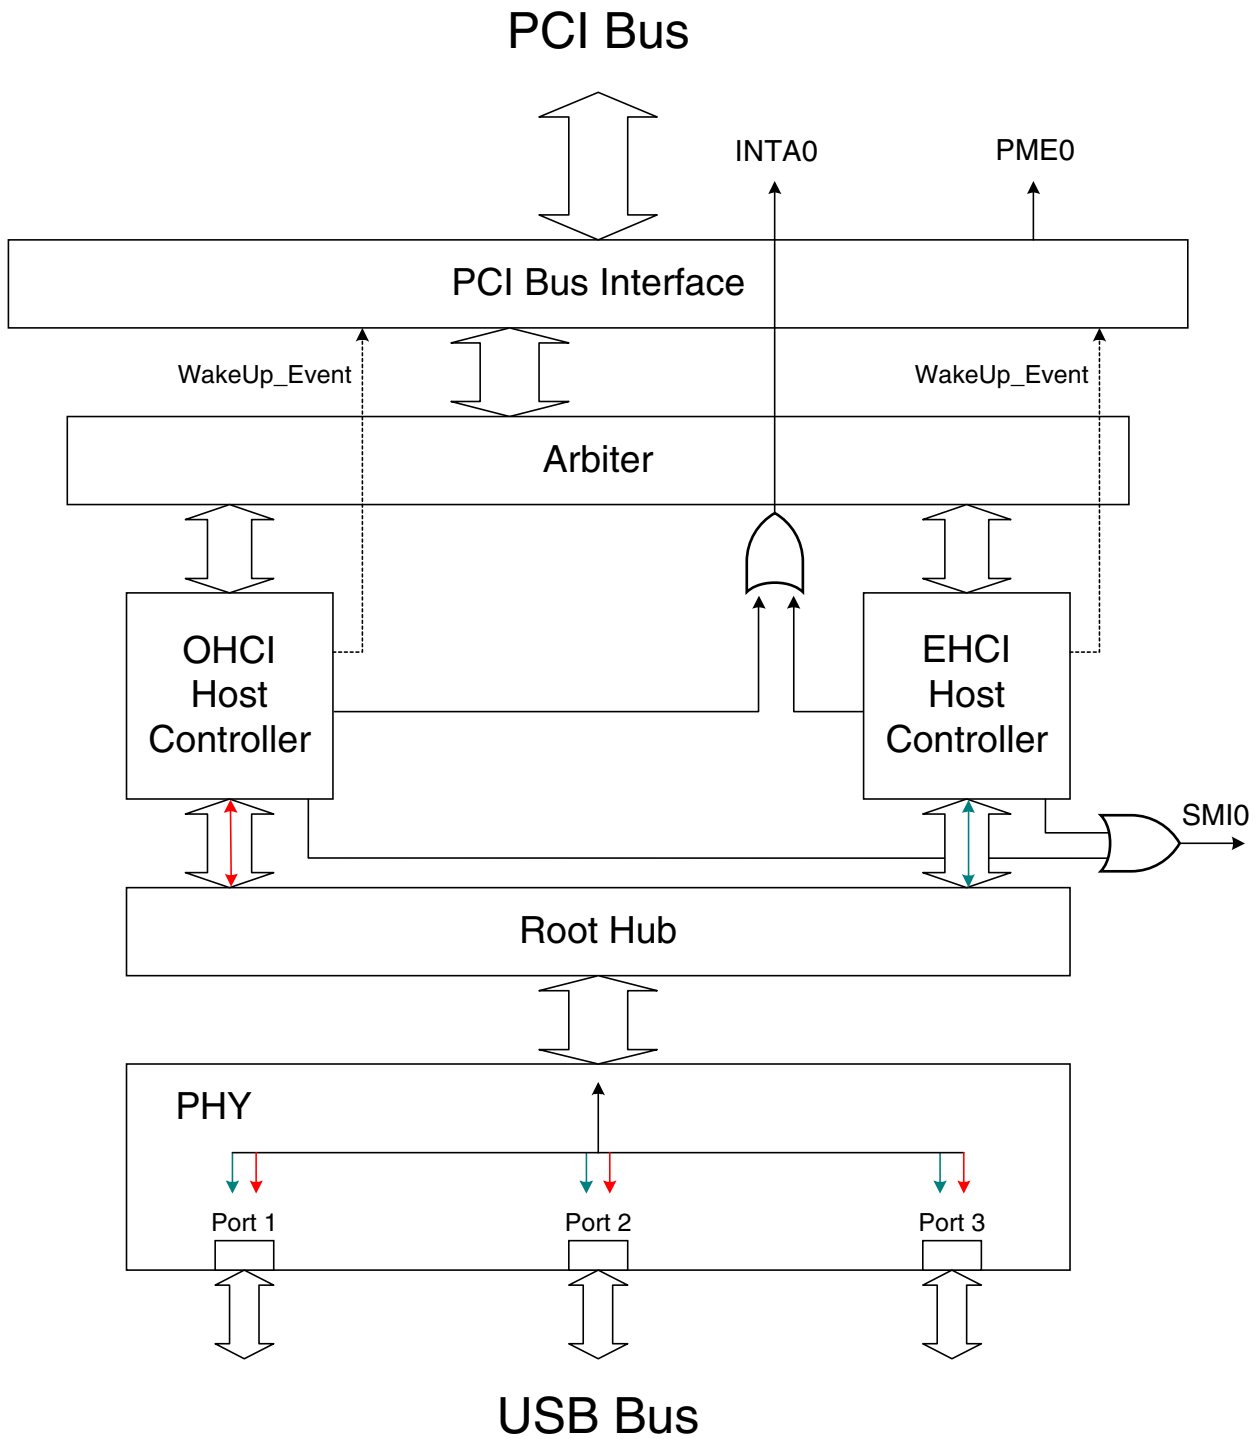 PCI Bus
INTA0
PME0
PCI Bus Interface
WakeUp_Event
WakeUp_Event
Arbiter
OHCI
Host
Controller
EHCI
Host
Controller
SMI0
Root Hub
PHY
Port 1
Port 2
Port 3
USB Bus